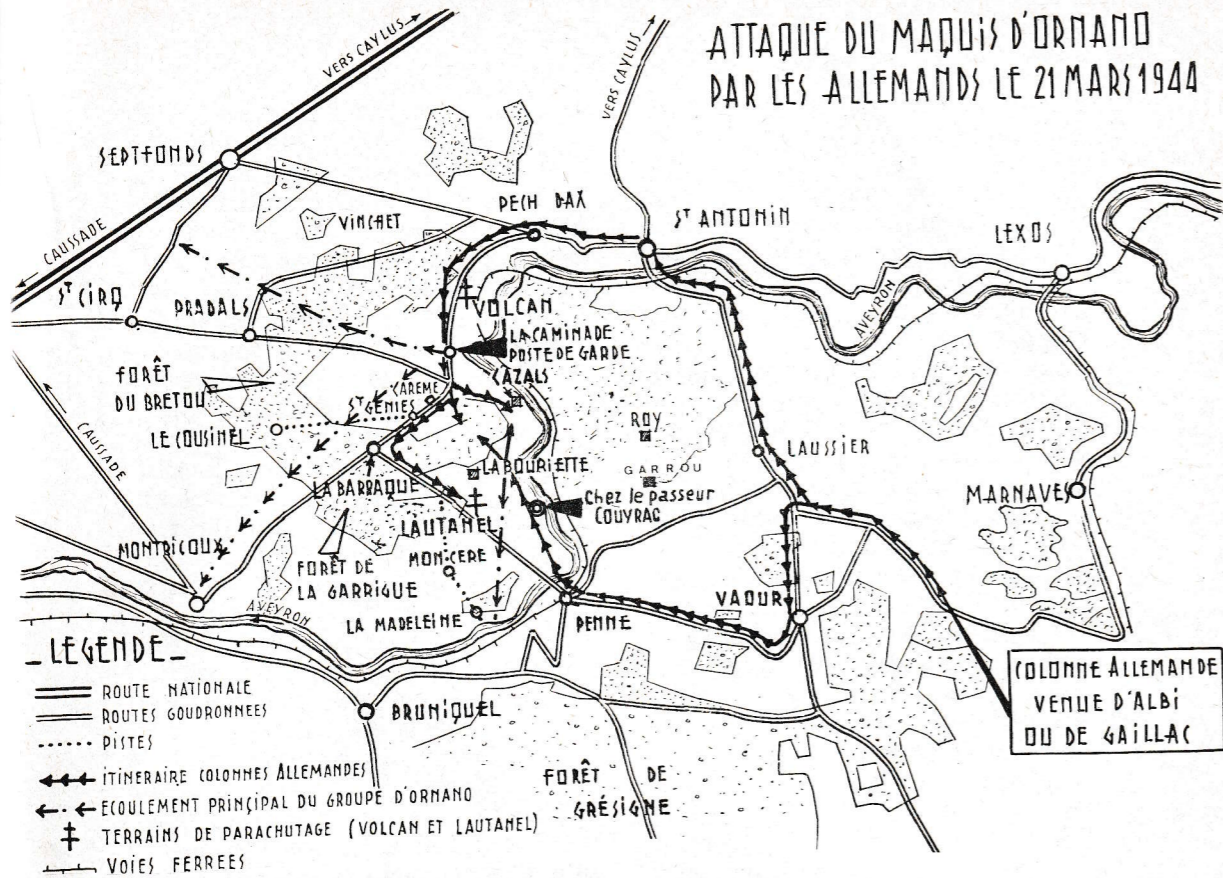 ATTAQUE DU MAQUIS D'ORNANO
PAR LES ALLEMANDS LE 21 MARS 1944
VERS CAYLUS
VERS CAYLUS
SEPTFONDS
VINCHET
PECH DAX
ST ANTONIN
LEXOS
CAUSSADE
ST CIRQ
PRADALS
VOLCAN
LA CAMINADE
POSTE DE GARDE
CAZALS
AVEYRON
FORÊT
DU BRETOU
CAREME
ST GENIES
LE COUSINEL
ROY
CAUSSADE
LA BOURIETTE
GARROU
LAUSSIER
LA BARRAQUE
Chez le passeur
COUYRAC
MARNAVES
LAUTANEL
MONTRICOUX
MONCERE
FORÊT DE
LA GARRIGUE
VAOUR
AVEYRON
LA MADELEINE
PENNE
_LEGENDE_
ROUTE NATIONALE
ROUTES GOUDRONNEES
PISTES
ITINERAIRE COLONNES ALLEMANDES
ECOULEMENT PRINÇIPAL DU GROUPE D'ORNANO
TERRAINS DE PARACHUTAGE (VOLCAN ET LAUTANEL)
VOIES FERREES
BRUNIQUEL
COLONNE ALLEMANDE
VENUE D'ALBI
OU DE GAILLAC
FORÊT DE
GRÉSIGNE